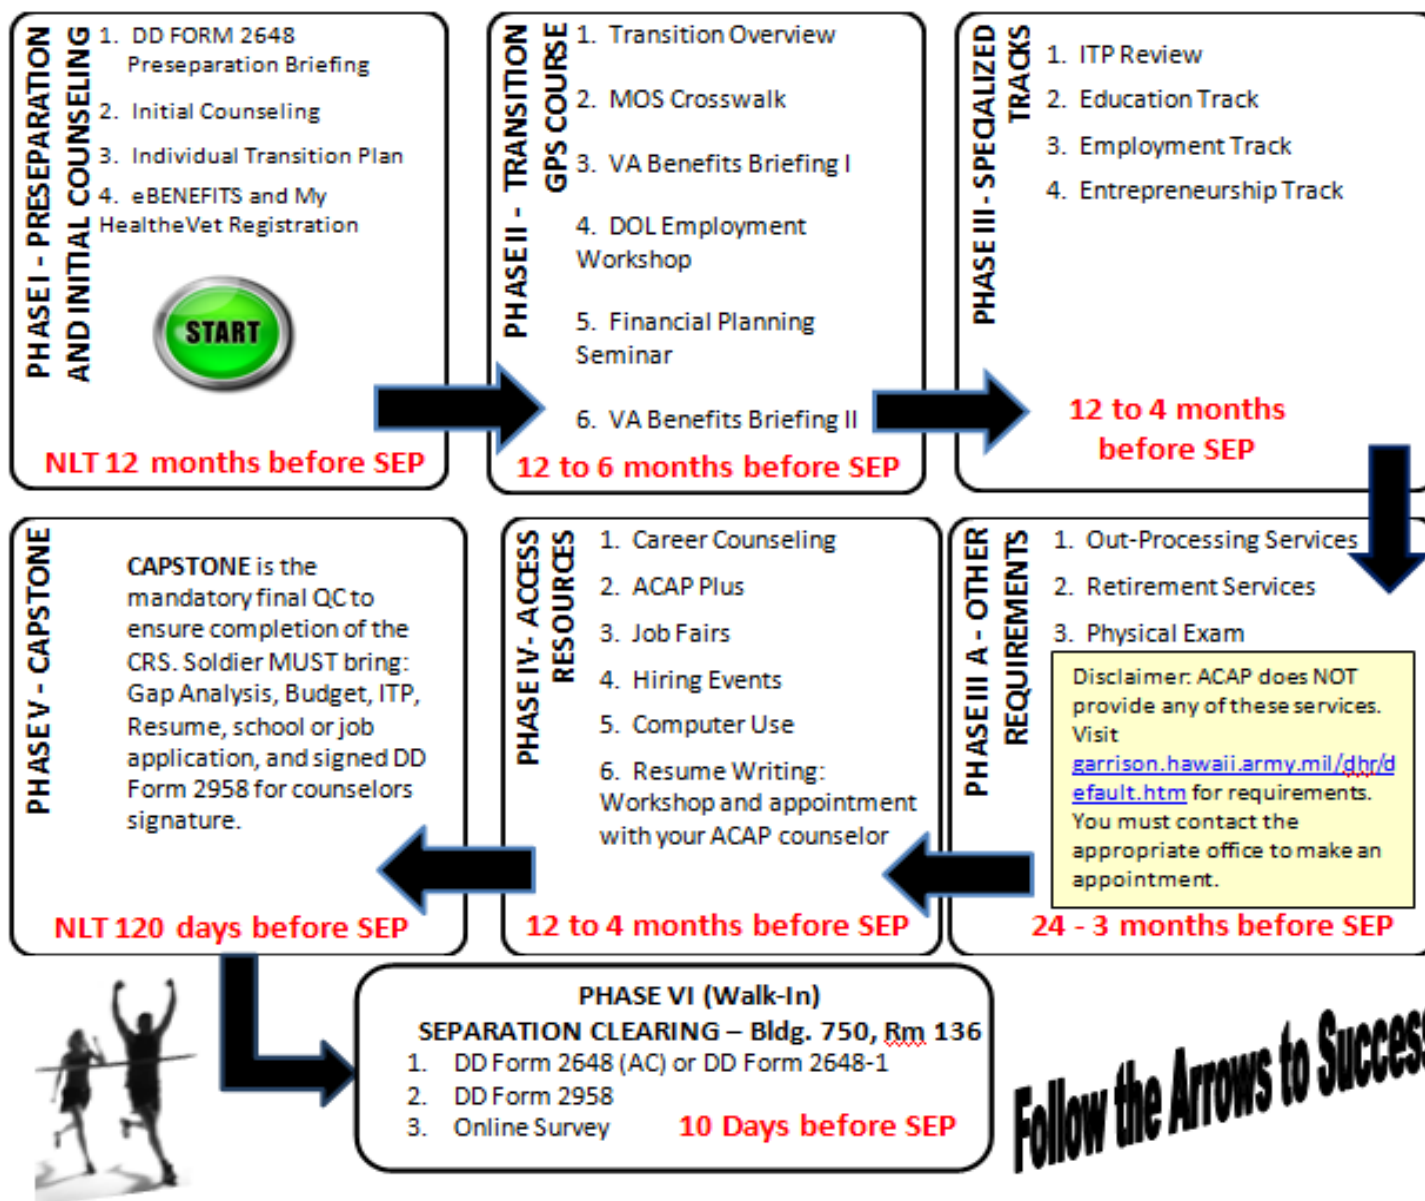 PHASE I - PREPARATION
AND INITIAL COUNSELING
1. DD FORM 2648
Preseparation Briefing
2. Initial Counseling
3. Individual Transition Plan
4. eBENEFITS and My
HealtheVet Registration
START
NLT 12 months before SEP
PHASE II - TRANSITION
GPS COURSE
1. Transition Overview
2. MOS Crosswalk
3. VA Benefits Briefing I
4. DOL Employment
Workshop
5. Financial Planning
Seminar
6. VA Benefits Briefing II
12 to 6 months before SEP
PHASE III - SPECIALIZED
TRACKS
1. ITP Review
2. Education Track
3. Employment Track
4. Entrepreneurship Track
12 to 4 months
before SEP
PHASE III A - OTHER
REQUIREMENTS
1. Out-Processing Services
2. Retirement Services
3. Physical Exam
Disclaimer: ACAP does NOT
provide any of these services.
Visit
garrison.hawaii.army.mil/dhr/d
efault.htm for requirements.
You must contact the
appropriate office to make an
appointment.
24 - 3 months before SEP
PHASE IV - ACCESS
RESOURCES
1. Career Counseling
2. ACAP Plus
3. Job Fairs
4. Hiring Events
5. Computer Use
6. Resume Writing:
Workshop and appointment
with your ACAP counselor
12 to 4 months before SEP
PHASE V - CAPSTONE
CAPSTONE is the
mandatory final QC to
ensure completion of the
CRS. Soldier MUST bring:
Gap Analysis, Budget, ITP,
Resume, school or job
application, and signed DD
Form 2958 for counselors
signature.
NLT 120 days before SEP
PHASE VI (Walk-In)
SEPARATION CLEARING – Bldg. 750, Rm 136
1. DD Form 2648 (AC) or DD Form 2648-1
2. DD Form 2958
3. Online Survey
10 Days before SEP
Follow the Arrows to Success